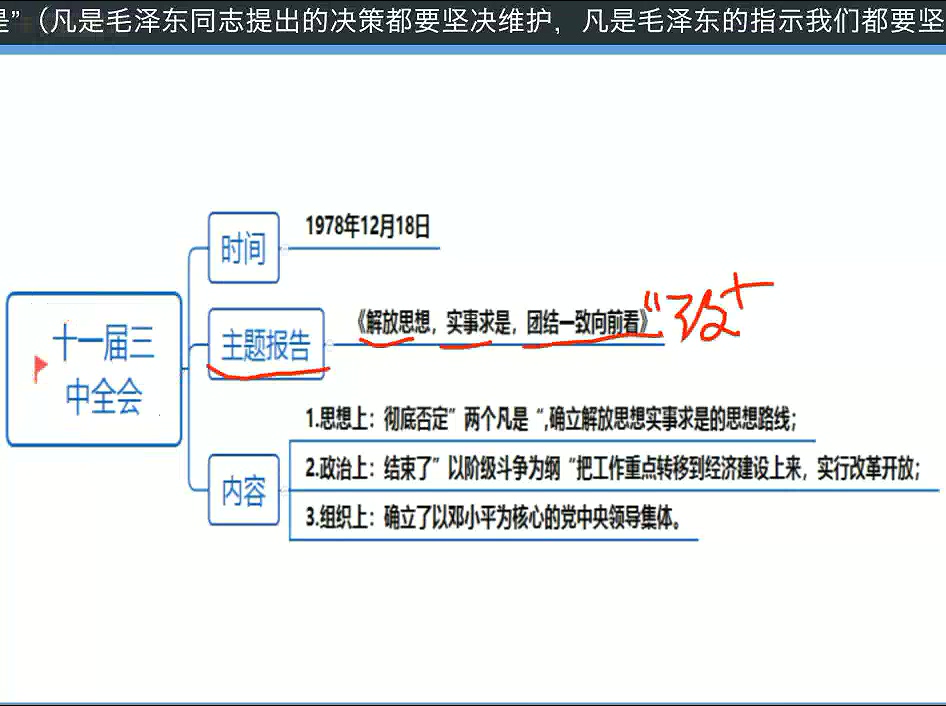 是”（凡是毛泽东同志提出的决策都要坚决维护，凡是毛泽东的指示我们都要坚
时间
1978年12月18日
十一届三
中全会
主题报告
《解放思想，实事求是，团结一致向前看》
内容
1.思想上：彻底否定”两个凡是“,确立解放思想实事求是的思想路线；
2.政治上：结束了”以阶级斗争为纲“把工作重点转移到经济建设上来，实行改革开放；
3.组织上：确立了以邓小平为核心的党中央领导集体。